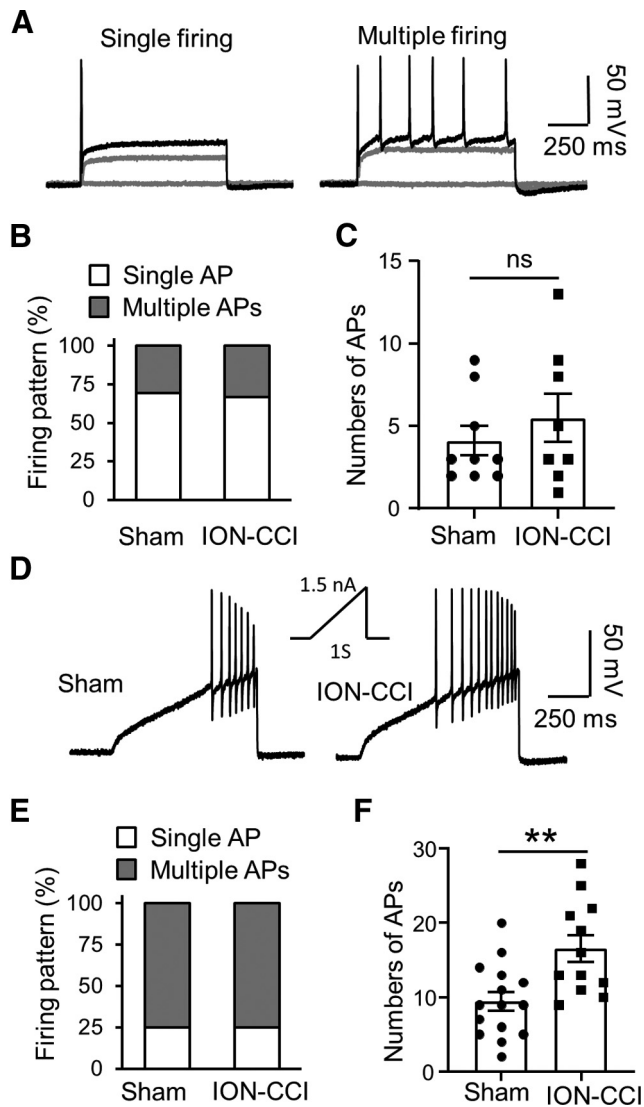 A
Single firing
Multiple firing
50 mV
250 ms
B
Single AP
Multiple APs
Firing pattern (%)
100
75
50
25
0
Sham
ION-CCI
C
Numbers of APs
15
10
5
0
ns
Sham
ION-CCI
D
Sham
1.5 nA
1S
ION-CCI
50 mV
250 ms
E
Single AP
Multiple APs
Firing pattern (%)
100
75
50
25
0
Sham
ION-CCI
F
Numbers of APs
30
20
10
0
**
Sham
ION-CCI